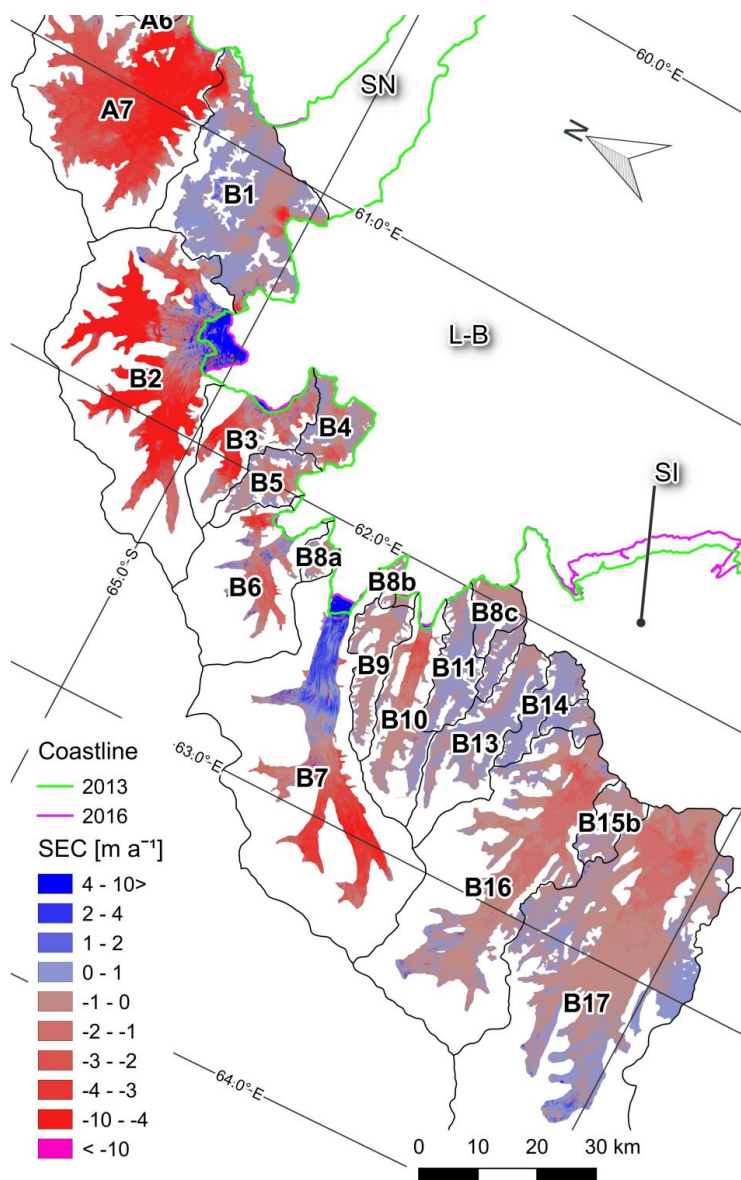 A6
SN
60.0°E
A7
N
B1
61.0°E
L-B
B2
B3
B4
B5
SI
62.0°E
65.0°S
B8a
B6
B8b
B8c
B9
B11
B14
B10
B13
63.0°E
B7
B15b
B16
B17
64.0°E
Coastline
2013
2016
SEC [m a⁻¹]
4 - 10>
2 - 4
1 - 2
0 - 1
-1 - 0
-2 - -1
-3 - -2
-4 - -3
-10 - -4
< -10
0 10 20 30 km